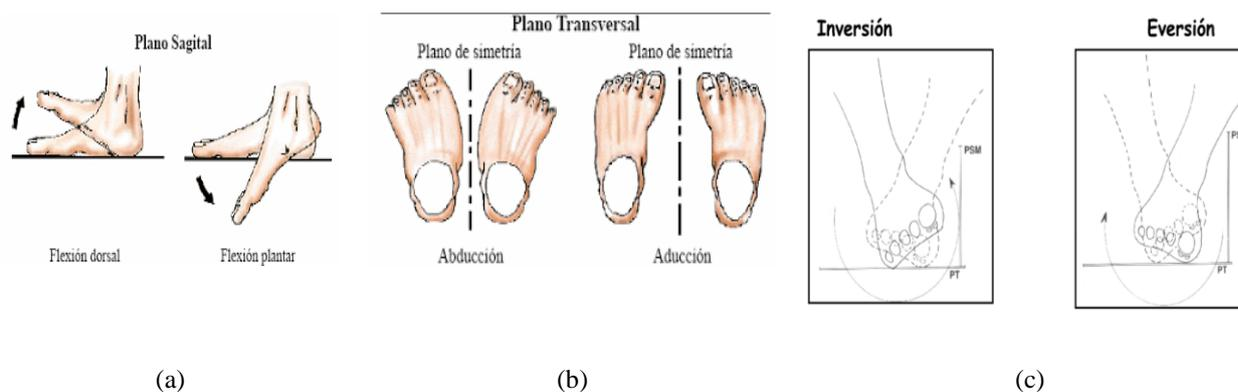 Plano Sagital
Flexión dorsal
Flexión plantar
Plano Transversal
Plano de simetría
Plano de simetría
Abducción
Aducción
Inversión
PSM
PT
Eversión
PT
(a)
(b)
(c)